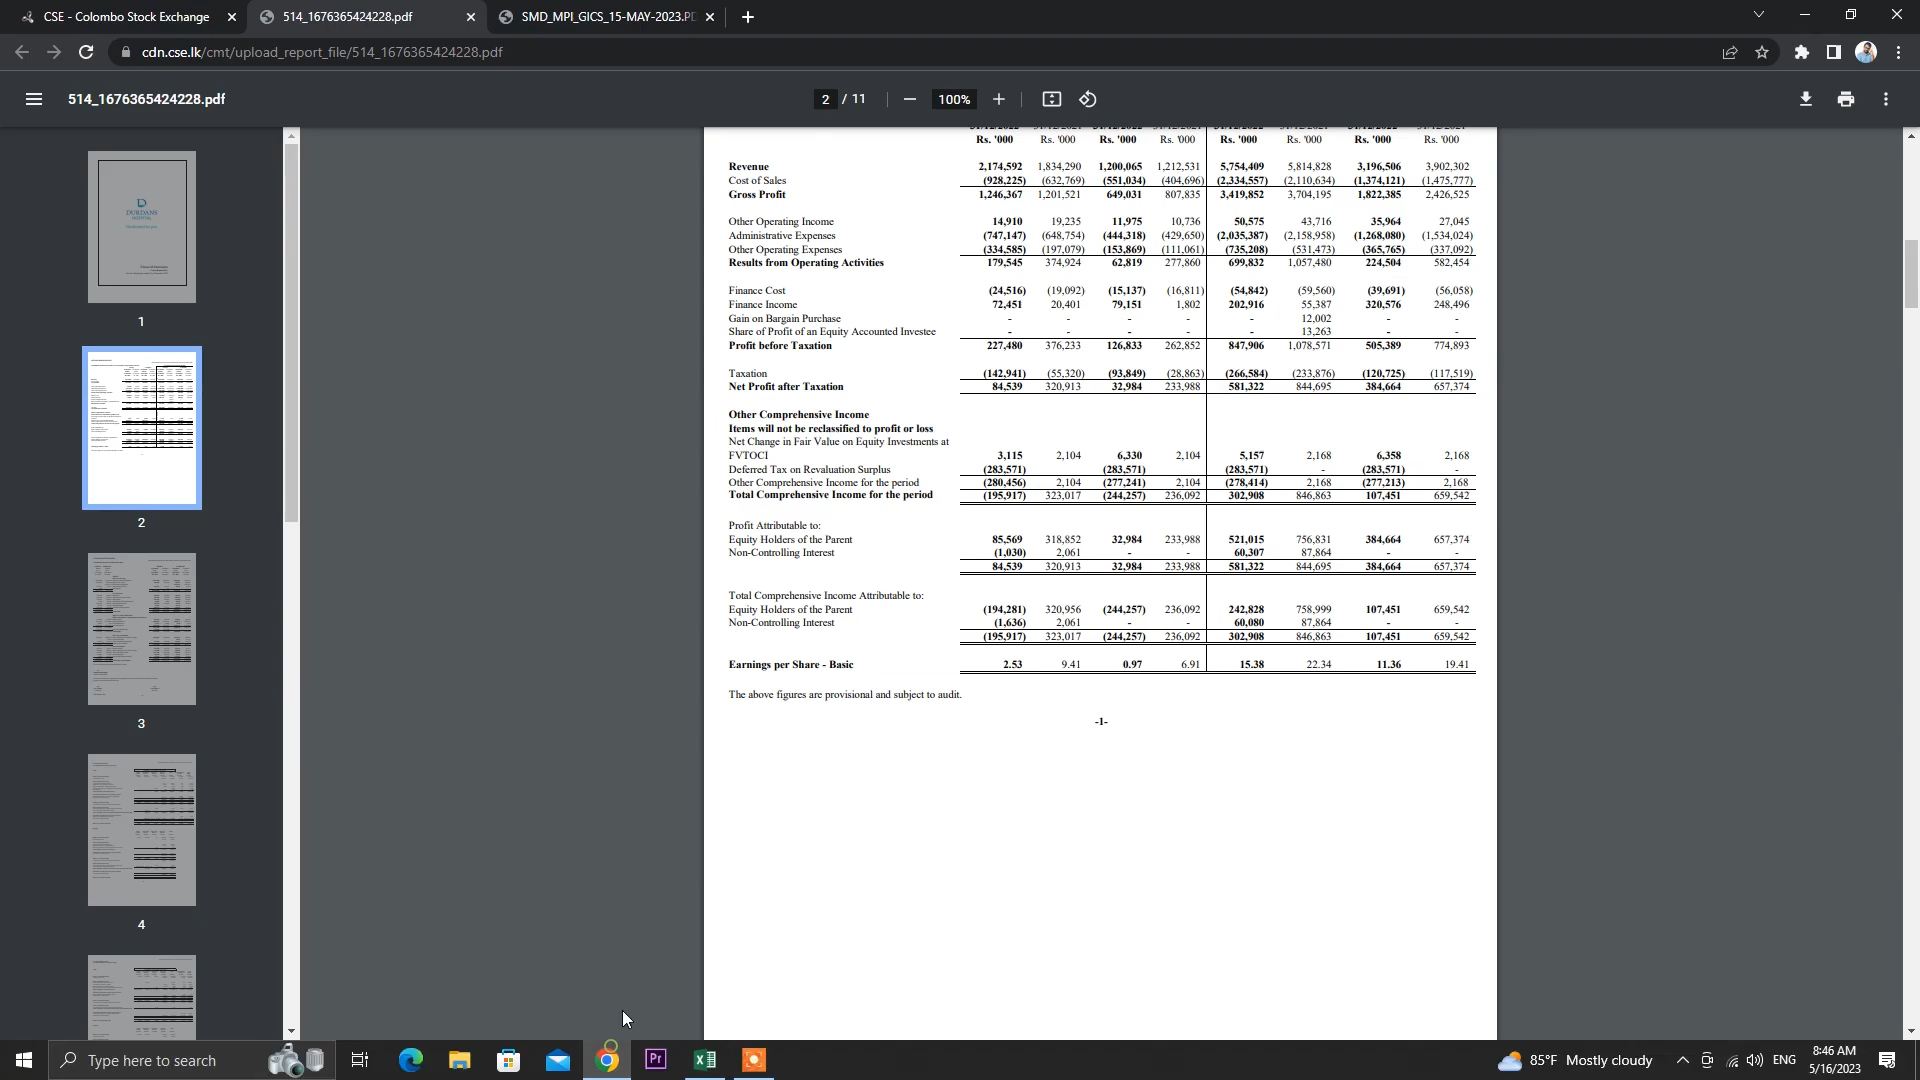 CSE - Colombo Stock Exchange
514_1676365424228.pdf
SMD_MPI_GICS_15-MAY-2023.PD
cdn.cse.lk/cmt/upload_report_file/514_1676365424228.pdf
514_1676365424228.pdf 2 / 11 100%
Rs. '000 Rs. '000 Rs. '000 Rs. '000 Rs. '000 Rs. '000 Rs. '000 Rs. '000
Revenue 2,174,592 1,834,290 1,200,065 1,212,531 5,754,409 5,814,828 3,196,506 3,902,302
Cost of Sales (928,225) (632,769) (551,034) (404,696) (2,334,557) (2,110,634) (1,374,121) (1,475,777)
Gross Profit 1,246,367 1,201,521 649,031 807,835 3,419,852 3,704,195 1,822,385 2,426,525
Other Operating Income 14,910 19,235 11,975 10,736 50,575 43,716 35,964 27,045
Administrative Expenses (747,147) (648,754) (444,318) (429,650) (2,035,387) (2,158,958) (1,268,080) (1,534,024)
Other Operating Expenses (334,585) (197,079) (153,869) (111,061) (735,208) (531,473) (365,765) (337,092)
Results from Operating Activities 179,545 374,924 62,819 277,860 699,832 1,057,480 224,504 582,454
Finance Cost (24,516) (19,092) (15,137) (16,811) (54,842) (59,560) (39,691) (56,058)
Finance Income 72,451 20,401 79,151 1,802 202,916 55,387 320,576 248,496
Gain on Bargain Purchase - - - - - 12,002 - -
Share of Profit of an Equity Accounted Investee - - - - - 13,263 - -
Profit before Taxation 227,480 376,233 126,833 262,852 847,906 1,078,571 505,389 774,893
Taxation (142,941) (55,320) (93,849) (28,863) (266,584) (233,876) (120,725) (117,519)
Net Profit after Taxation 84,539 320,913 32,984 233,988 581,322 844,695 384,664 657,374
Other Comprehensive Income
Items will not be reclassified to profit or loss
Net Change in Fair Value on Equity Investments at
FVTOCI 3,115 2,104 6,330 2,104 5,157 2,168 6,358 2,168
Deferred Tax on Revaluation Surplus (283,571) (283,571) (283,571) - (283,571) -
Other Comprehensive Income for the period (280,456) 2,104 (277,241) 2,104 (278,414) 2,168 (277,213) 2,168
Total Comprehensive Income for the period (195,917) 323,017 (244,257) 236,092 302,908 846,863 107,451 659,542
Profit Attributable to:
Equity Holders of the Parent 85,569 318,852 32,984 233,988 521,015 756,831 384,664 657,374
Non-Controlling Interest (1,030) 2,061 - - 60,307 87,864 - -
84,539 320,913 32,984 233,988 581,322 844,695 384,664 657,374
Total Comprehensive Income Attributable to:
Equity Holders of the Parent (194,281) 320,956 (244,257) 236,092 242,828 758,999 107,451 659,542
Non-Controlling Interest (1,636) 2,061 - - 60,080 87,864 - -
(195,917) 323,017 (244,257) 236,092 302,908 846,863 107,451 659,542
Earnings per Share - Basic 2.53 9.41 0.97 6.91 15.38 22.34 11.36 19.41
The above figures are provisional and subject to audit.
-1-
DURDANS
HOSPITAL
1
2
3
4
Type here to search
Pr
85°F Mostly cloudy
ENG
8:46 AM
5/16/2023